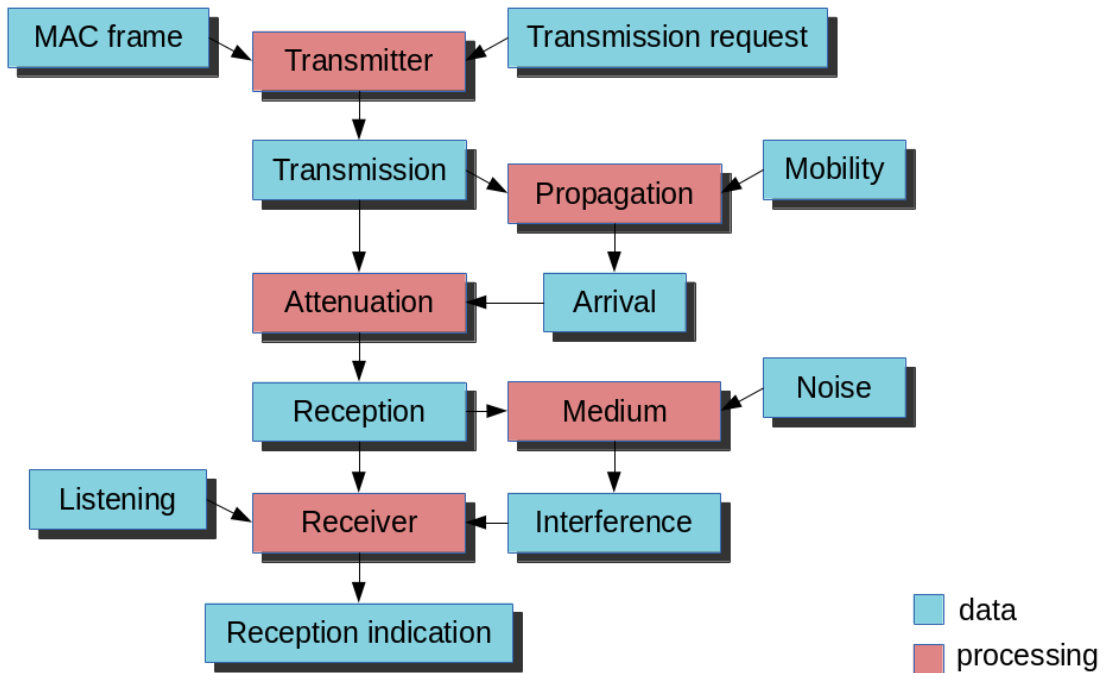 MAC frame
Transmission request
Transmitter
Transmission
Mobility
Propagation
Attenuation
Arrival
Reception
Medium
Noise
Listening
Receiver
Interference
Reception indication
data
processing